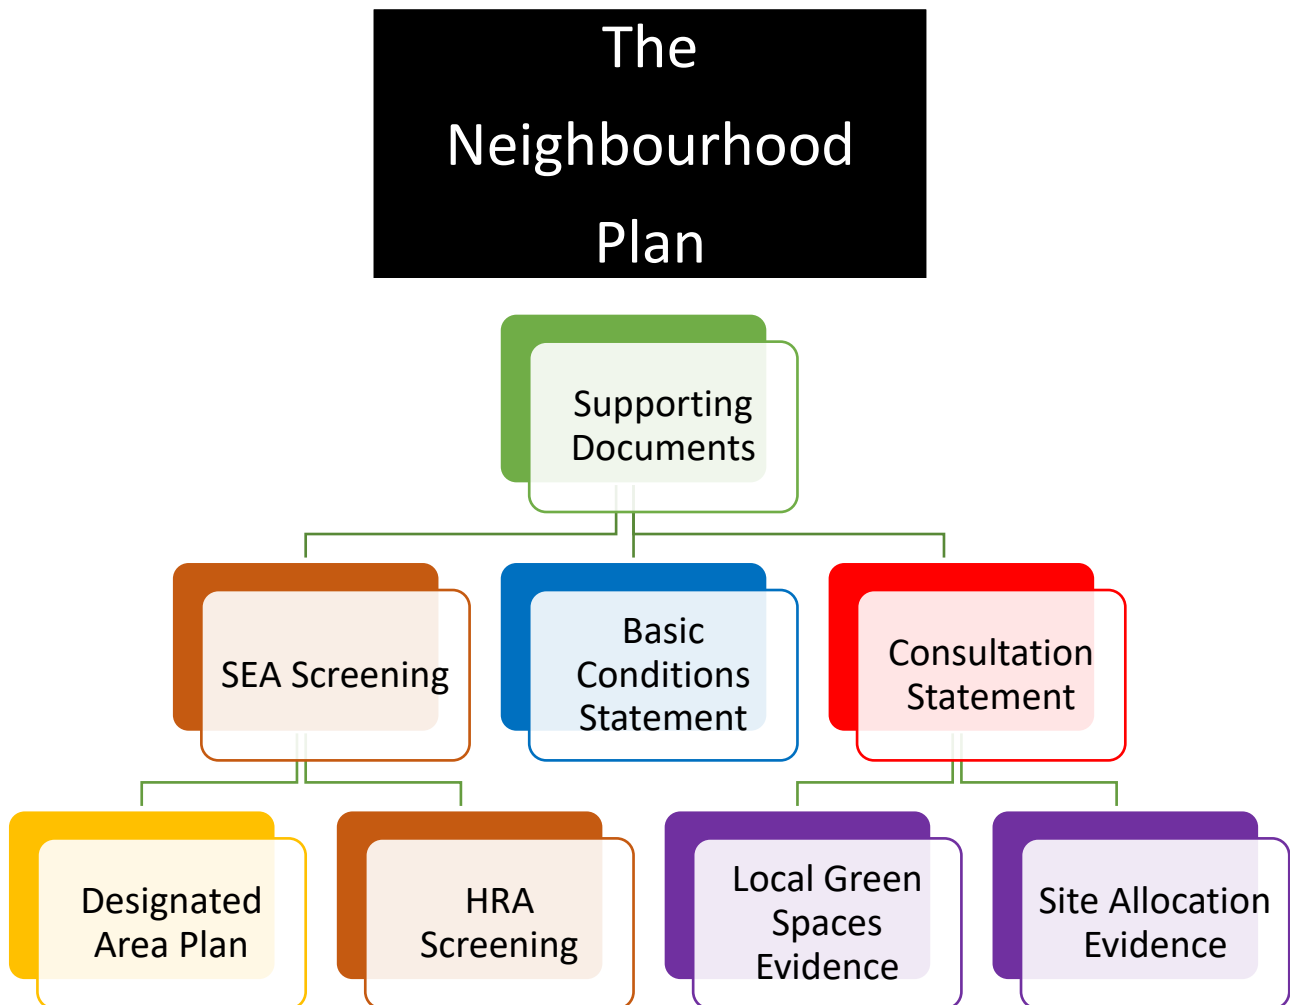 The
Neighbourhood
Plan
Supporting
Documents
SEA Screening
Basic
Conditions
Statement
Consultation
Statement
Designated
Area Plan
HRA
Screening
Local Green
Spaces
Evidence
Site Allocation
Evidence